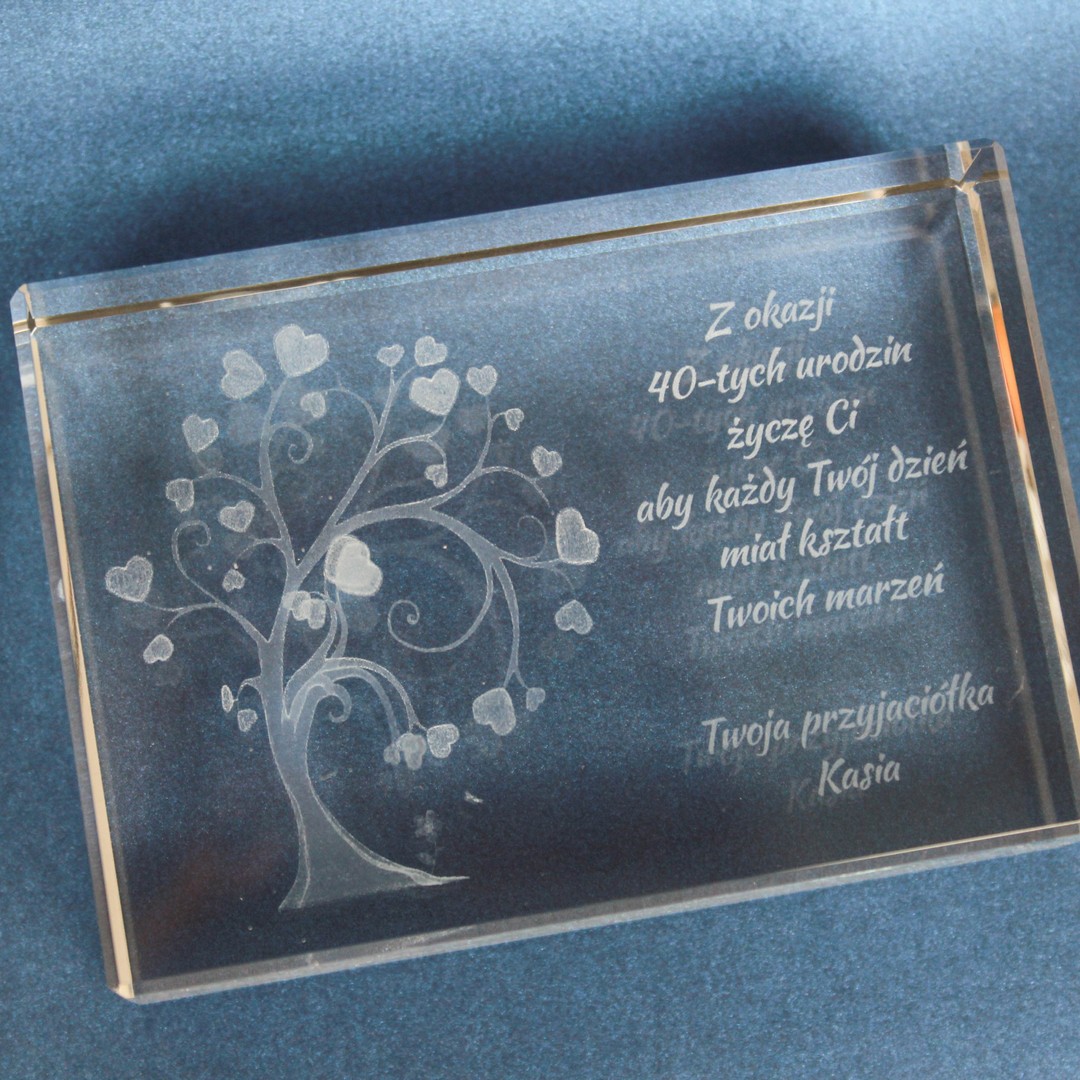 Z okazji
40-tych urodzin
życzę Ci
aby każdy Twój dzień
miał kształt
Twoich marzeń
Twoja przyjaciółka
Kasia